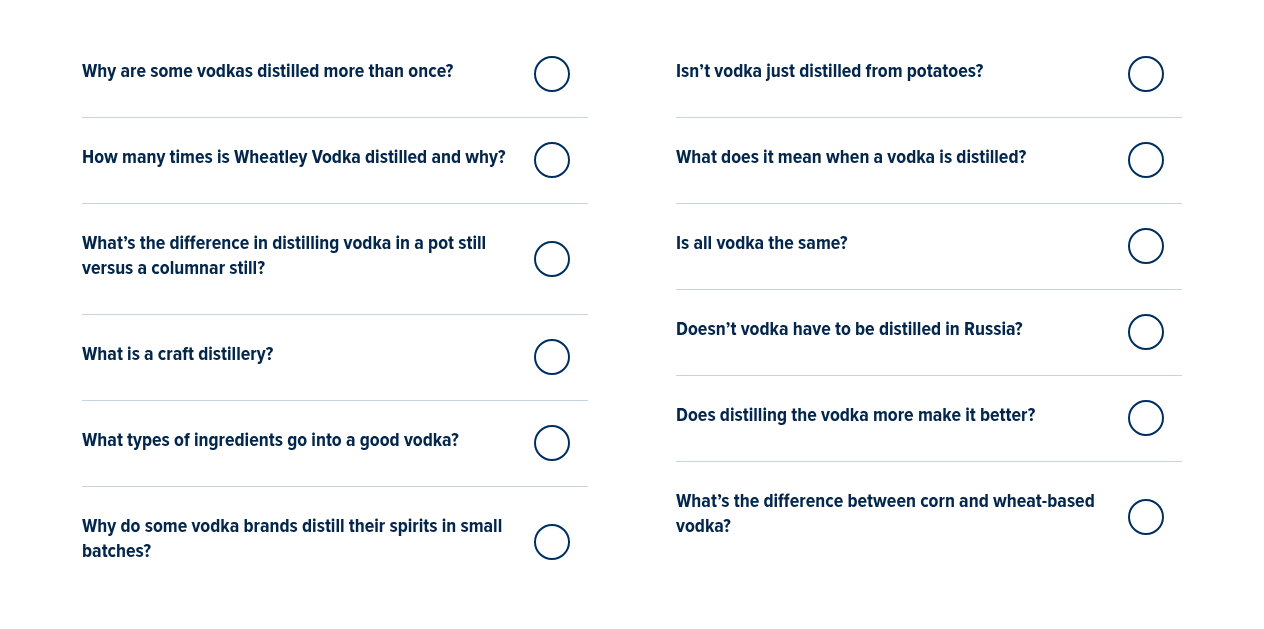 Why are some vodkas distilled more than once?
How many times is Wheatley Vodka distilled and why?
What’s the difference in distilling vodka in a pot still
versus a columnar still?
What is a craft distillery?
What types of ingredients go into a good vodka?
Why do some vodka brands distill their spirits in small
batches?
Isn’t vodka just distilled from potatoes?
What does it mean when a vodka is distilled?
Is all vodka the same?
Doesn’t vodka have to be distilled in Russia?
Does distilling the vodka more make it better?
What’s the difference between corn and wheat-based
vodka?